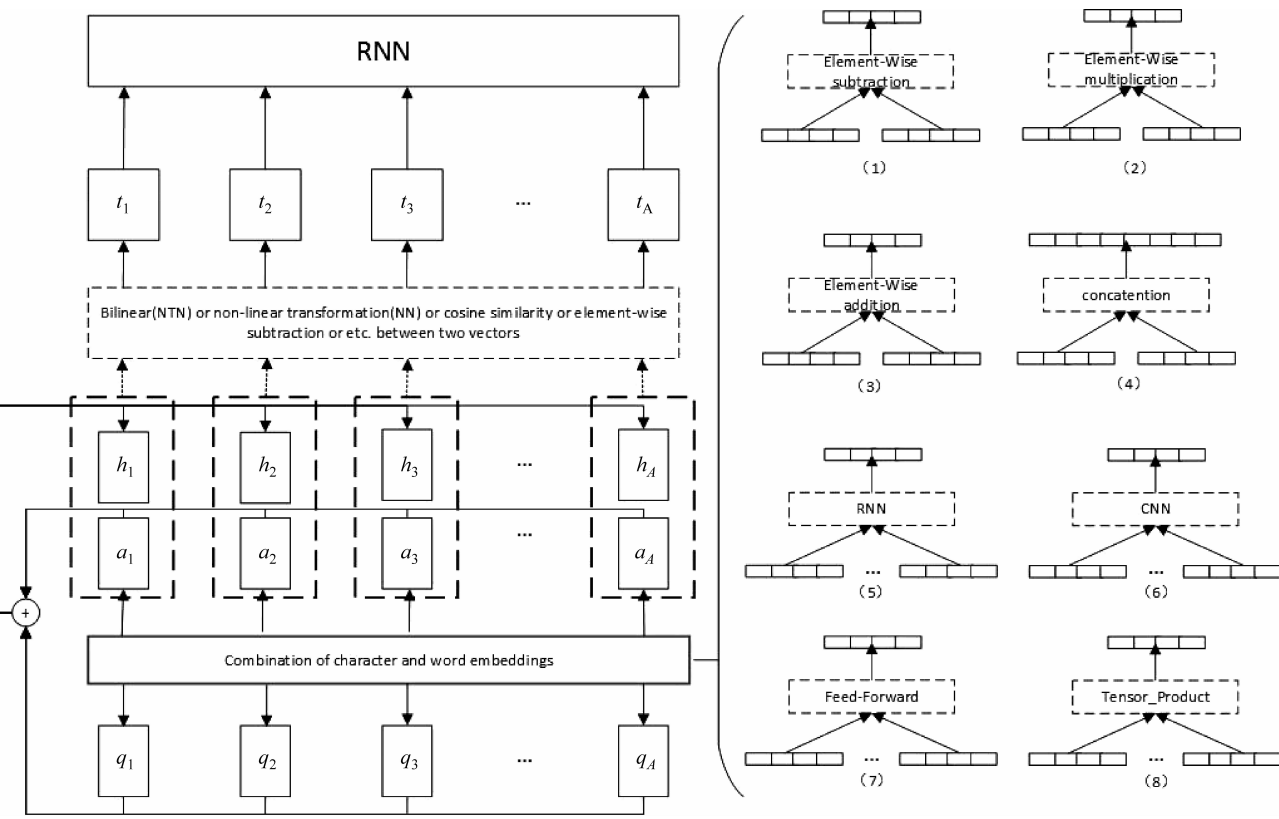 RNN
t1 t2 t3 ... tA
Bilinear(NTN) or non-linear transformation(NN) or cosine similarity or element-wise
subtraction or etc. between two vectors
h1 h2 h3 ... hA
a1 a2 a3 ... aA
+
Combination of character and word embeddings
q1 q2 q3 ... qA
Element-Wise
subtraction
(1)
Element-Wise
multiplication
(2)
Element-Wise
addition
(3)
concatention
(4)
RNN
...
(5)
CNN
...
(6)
Feed-Forward
...
(7)
Tensor_Product
...
(8)